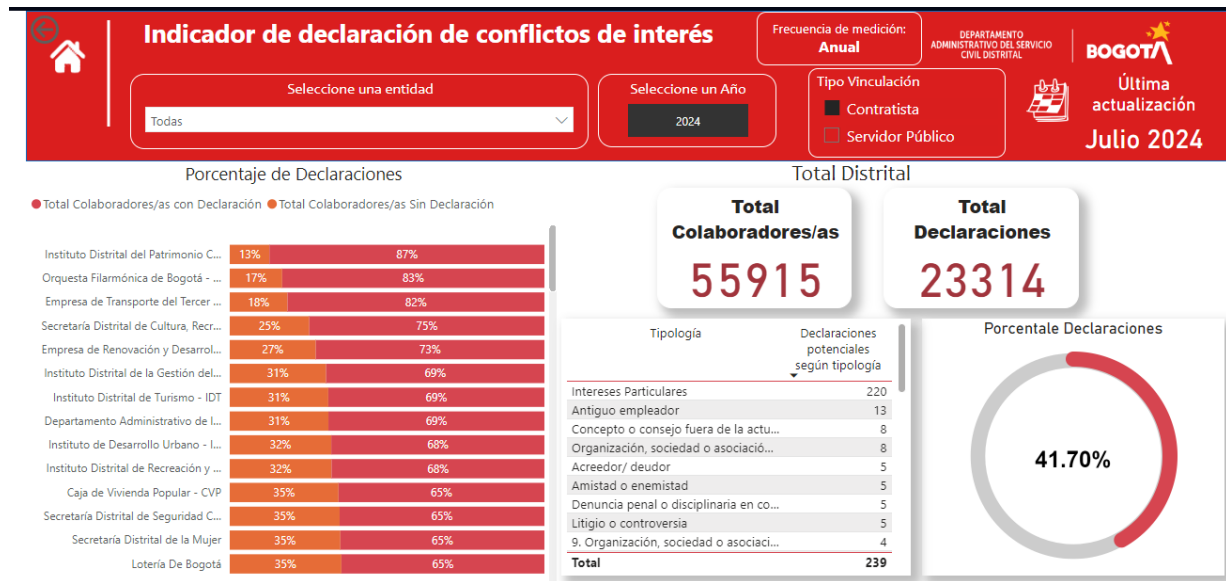 Indicador de declaración de conflictos de interés
Frecuencia de medición:
Anual
DEPARTAMENTO
ADMINISTRATIVO DEL SERVICIO
CIVIL DISTRITAL
BOGOTÁ
Seleccione una entidad
Todas
Seleccione un Año
2024
Tipo Vinculación
Contratista
Servidor Público
Última
actualización
Julio 2024
Porcentaje de Declaraciones
Total Colaboradores/as con Declaración Total Colaboradores/as Sin Declaración
Instituto Distrital del Patrimonio C... 13% 87%
Orquesta Filarmónica de Bogotá - ... 17% 83%
Empresa de Transporte del Tercer ... 18% 82%
Secretaría Distrital de Cultura, Recr... 25% 75%
Empresa de Renovación y Desarrol... 27% 73%
Instituto Distrital de la Gestión del... 31% 69%
Instituto Distrital de Turismo - IDT 31% 69%
Departamento Administrativo de l... 31% 69%
Instituto de Desarrollo Urbano - I... 32% 68%
Instituto Distrital de Recreación y ... 32% 68%
Caja de Vivienda Popular - CVP 35% 65%
Secretaría Distrital de Seguridad C... 35% 65%
Secretaría Distrital de la Mujer 35% 65%
Lotería De Bogotá 35% 65%
Total Distrital
Total
Colaboradores/as
55915
Total
Declaraciones
23314
Tipología Declaraciones
potenciales
según tipología
Intereses Particulares 220
Antiguo empleador 13
Concepto o consejo fuera de la actu... 8
Organización, sociedad o asociació... 8
Acreedor/ deudor 5
Amistad o enemistad 5
Denuncia penal o disciplinaria en co... 5
Litigio o controversia 5
9. Organización, sociedad o asociaci... 4
Total 239
Porcentale Declaraciones
41.70%